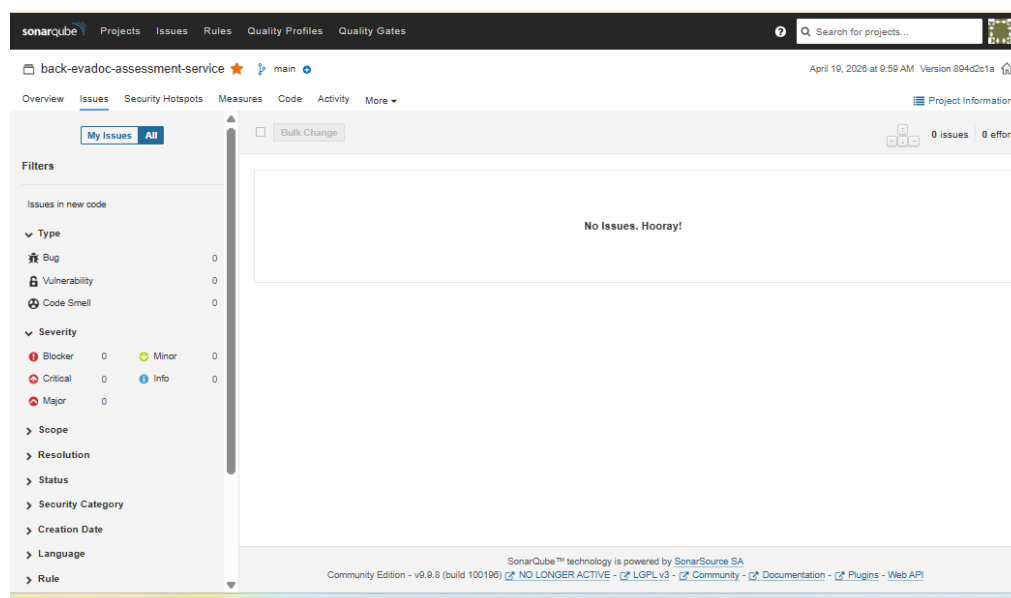 sonarqube Projects Issues Rules Quality Profiles Quality Gates ? Search for projects...
back-evadoc-assessment-service main April 19, 2026 at 9:59 AM Version 894d2c1a
Overview Issues Security Hotspots Measures Code Activity More Project Information
My Issues All
Bulk Change 0 issues 0 effor
Filters
Issues in new code
No Issues. Hooray!
Type
Bug 0
Vulnerability 0
Code Smell 0
Severity
Blocker 0 Minor 0
Critical 0 Info 0
Major 0
Scope
Resolution
Status
Security Category
Creation Date
Language
Rule
SonarQube™ technology is powered by SonarSource SA
Community Edition - v9.9.8 (build 100196) NO LONGER ACTIVE - LGPL v3 - Community - Documentation - Plugins - Web API